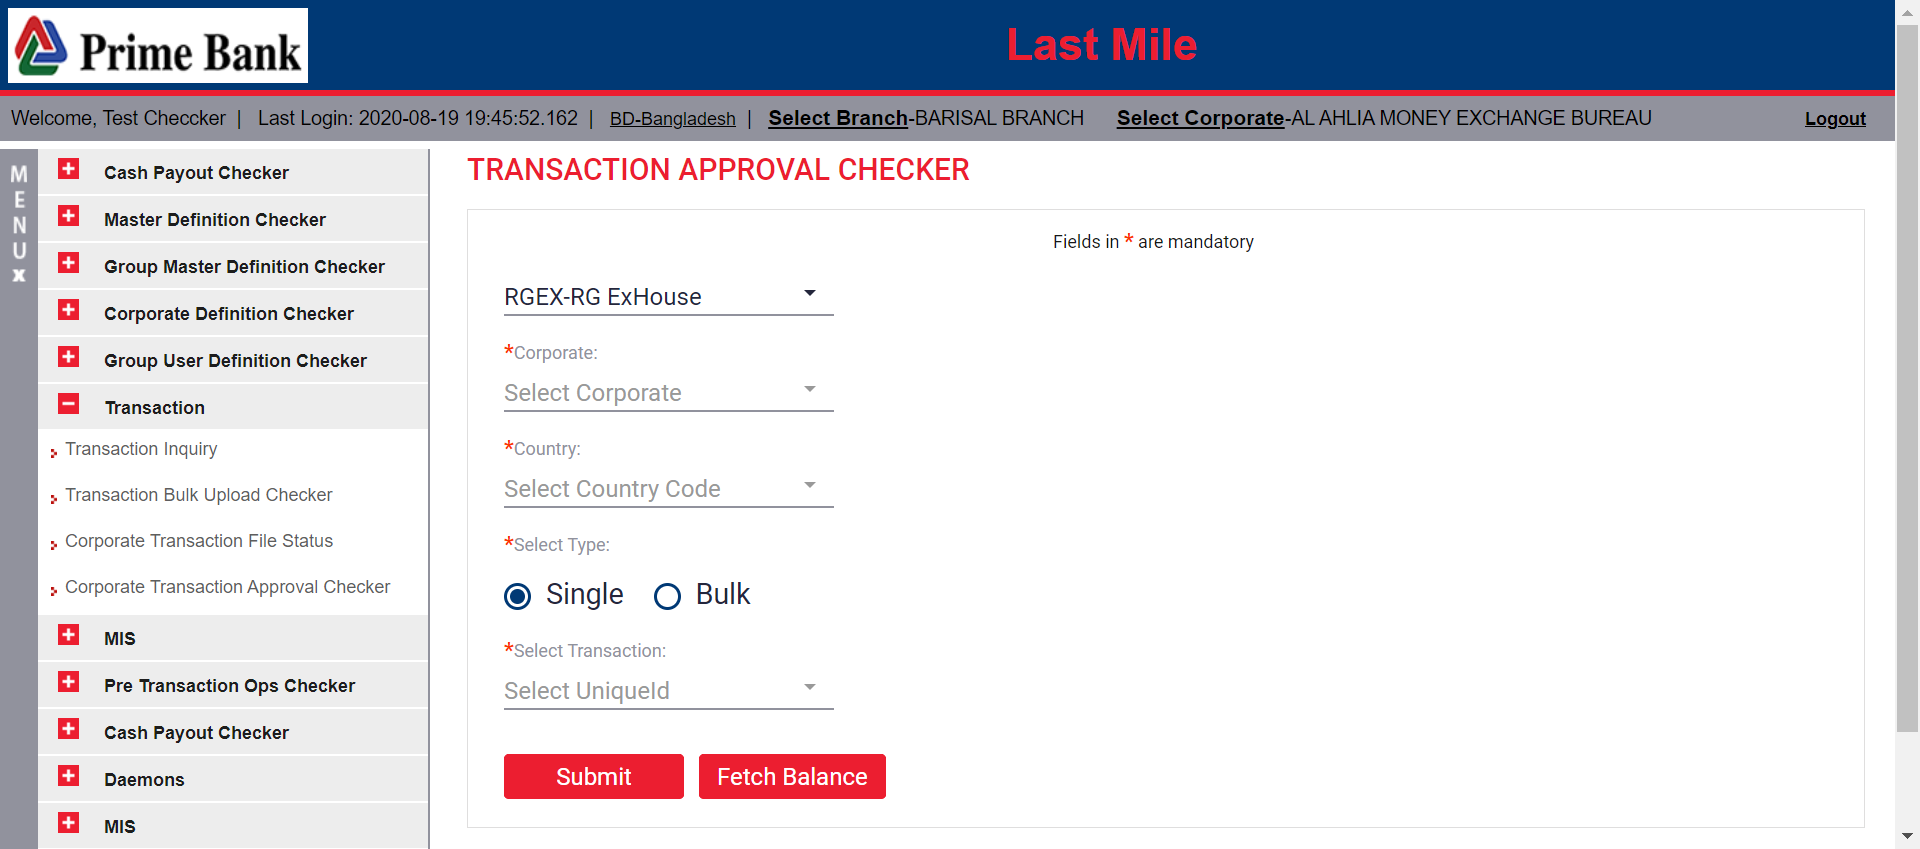 Prime Bank
Last Mile
Welcome, Test Checcker | Last Login: 2020-08-19 19:45:52.162 | BD-Bangladesh | Select Branch-BARISAL BRANCH Select Corporate-AL AHLIA MONEY EXCHANGE BUREAU Logout
MENU x
Cash Payout Checker
Master Definition Checker
Group Master Definition Checker
Corporate Definition Checker
Group User Definition Checker
Transaction
Transaction Inquiry
Transaction Bulk Upload Checker
Corporate Transaction File Status
Corporate Transaction Approval Checker
MIS
Pre Transaction Ops Checker
Cash Payout Checker
Daemons
MIS
TRANSACTION APPROVAL CHECKER
Fields in * are mandatory
RGEX-RG ExHouse
*Corporate:
Select Corporate
*Country:
Select Country Code
*Select Type:
Single Bulk
*Select Transaction:
Select UniqueId
Submit Fetch Balance